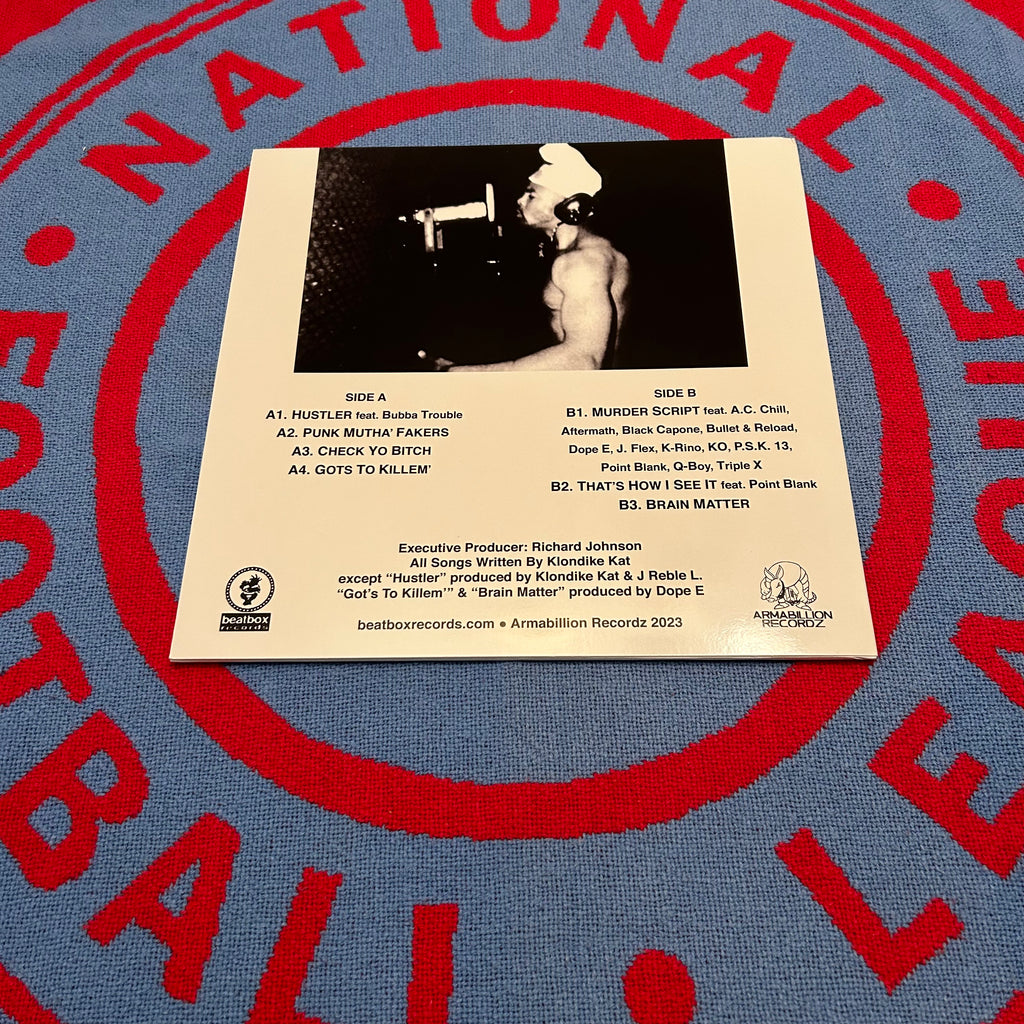 NATIONAL
FOOTBALL
LEAGUE
SIDE A
A1. HUSTLER feat. Bubba Trouble
A2. PUNK MUTHA' FAKERS
A3. CHECK YO BITCH
A4. GOTS TO KILLEM'
SIDE B
B1. MURDER SCRIPT feat. A.C. Chill,
Aftermath, Black Capone, Bullet & Reload,
Dope E, J. Flex, K-Rino, KO, P.S.K. 13,
Point Blank, Q-Boy, Triple X
B2. THAT'S HOW I SEE IT feat. Point Blank
B3. BRAIN MATTER
Executive Producer: Richard Johnson
All Songs Written By Klondike Kat
except "Hustler" produced by Klondike Kat & J Reble L.
"Got's To Killem'" & "Brain Matter" produced by Dope E
beatboxrecords.com • Armabillion Recordz 2023
beatbox
records
ARMABILLION
RECORDZ